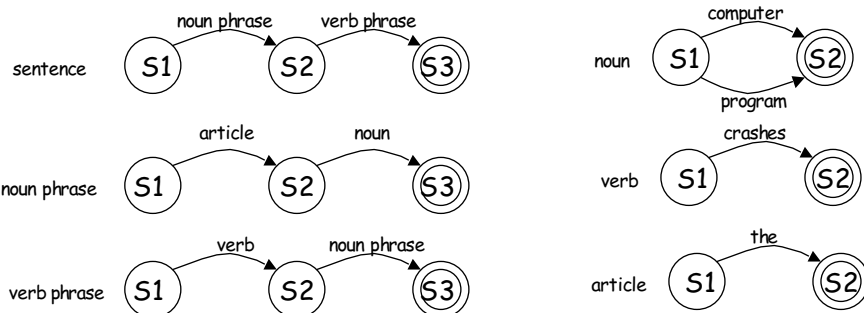 noun phrase verb phrase
sentence S1 S2 S3
article noun
noun phrase S1 S2 S3
verb noun phrase
verb phrase S1 S2 S3
computer
noun S1 S2
program
crashes
verb S1 S2
the
article S1 S2